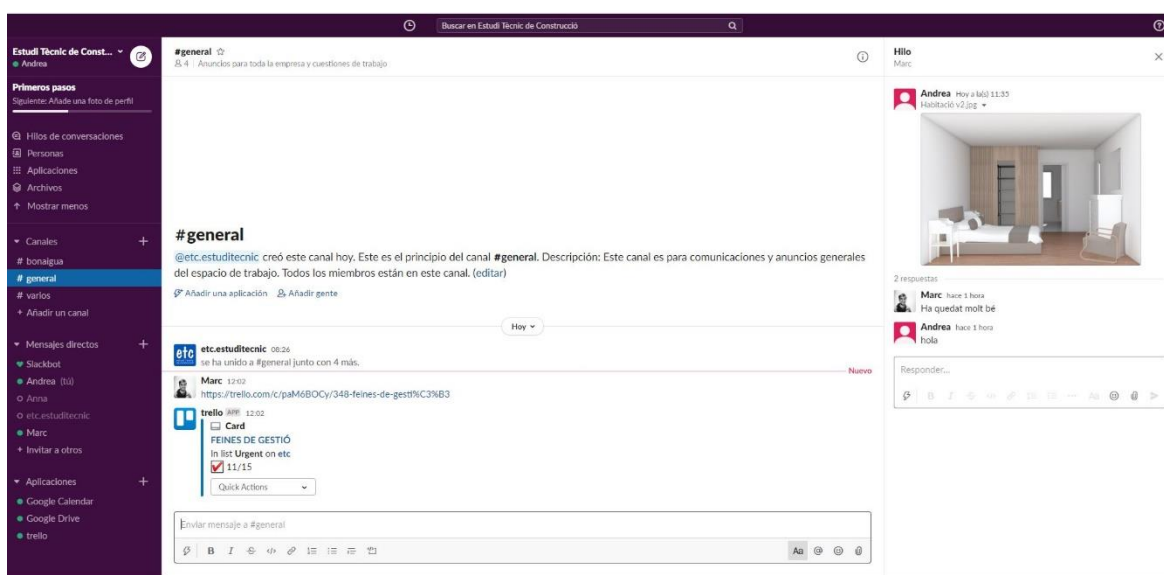 Buscar en Estudi Tècnic de Construcció
Estudi Tècnic de Const...
Andrea
Primeros pasos
Siguiente: Añade una foto de perfil
Hilos de conversaciones
Personas
Aplicaciones
Archivos
Mostrar menos
Canales
# bonaigua
# general
# varios
+ Añadir un canal
Mensajes directos
Slackbot
Andrea (tú)
Anna
etc.estuditecnic
Marc
+ Invitar a otros
Aplicaciones
Google Calendar
Google Drive
trello
#general
4 | Anuncios para toda la empresa y cuestiones de trabajo
#general
@etc.estuditecnic creó este canal hoy. Este es el principio del canal #general. Descripción: Este canal es para comunicaciones y anuncios generales
del espacio de trabajo. Todos los miembros están en este canal. (editar)
Añadir una aplicación Añadir gente
Hoy
etc
etc.estuditecnic 08:26
se ha unido a #general junto con 4 más.
Nuevo
Marc 12:02
https://trello.com/c/paM6BOCy/348-feines-de-gesti%C3%B3
trello APP 12:02
Card
FEINES DE GESTIÓ
In list Urgent on etc
11/15
Quick Actions
Enviar mensaje a #general
B I S </> Aa @
Hilo
Marc
Andrea Hoy a la(s) 11:35
Habitació v2.jpg
2 respuestas
Marc hace 1 hora
Ha quedat molt bé
Andrea hace 1 hora
hola
Responder...
B I S </> Aa @